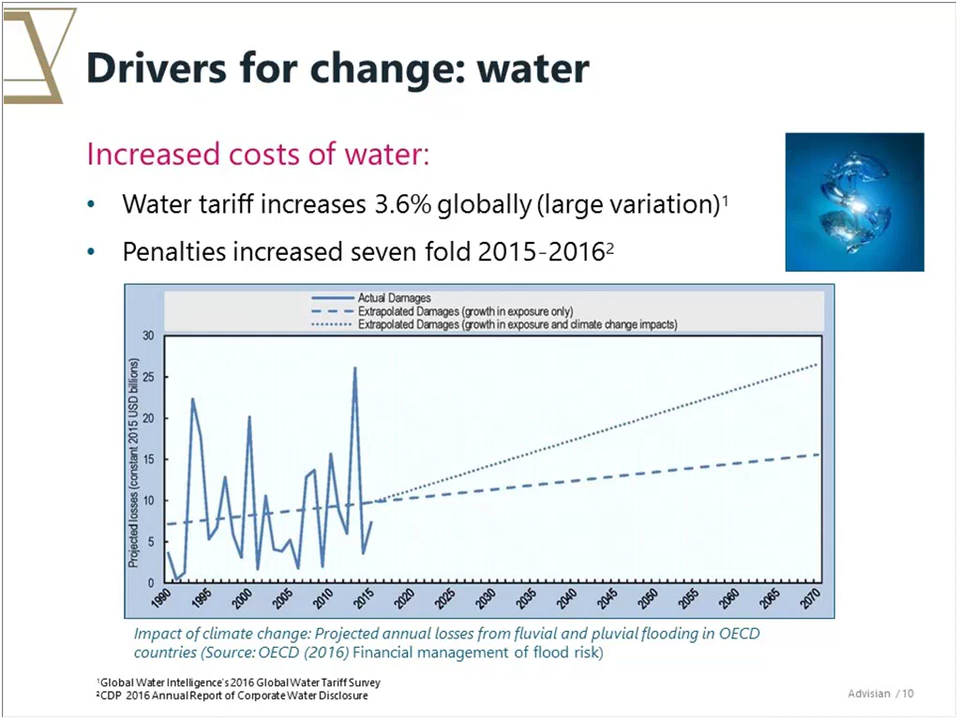 Drivers for change: water
Increased costs of water:
• Water tariff increases 3.6% globally (large variation)¹
• Penalties increased seven fold 2015-2016²
Actual Damages
Extrapolated Damages (growth in exposure only)
Extrapolated Damages (growth in exposure and climate change impacts)
Projected losses (constant 2015 USD billions)
30
25
20
15
10
5
0
1990 1995 2000 2005 2010 2015 2020 2025 2030 2035 2040 2045 2050 2055 2060 2065 2070
Impact of climate change: Projected annual losses from fluvial and pluvial flooding in OECD
countries (Source: OECD (2016) Financial management of flood risk)
¹Global Water Intelligence's 2016 Global Water Tariff Survey
²CDP 2016 Annual Report of Corporate Water Disclosure
Advisian / 10